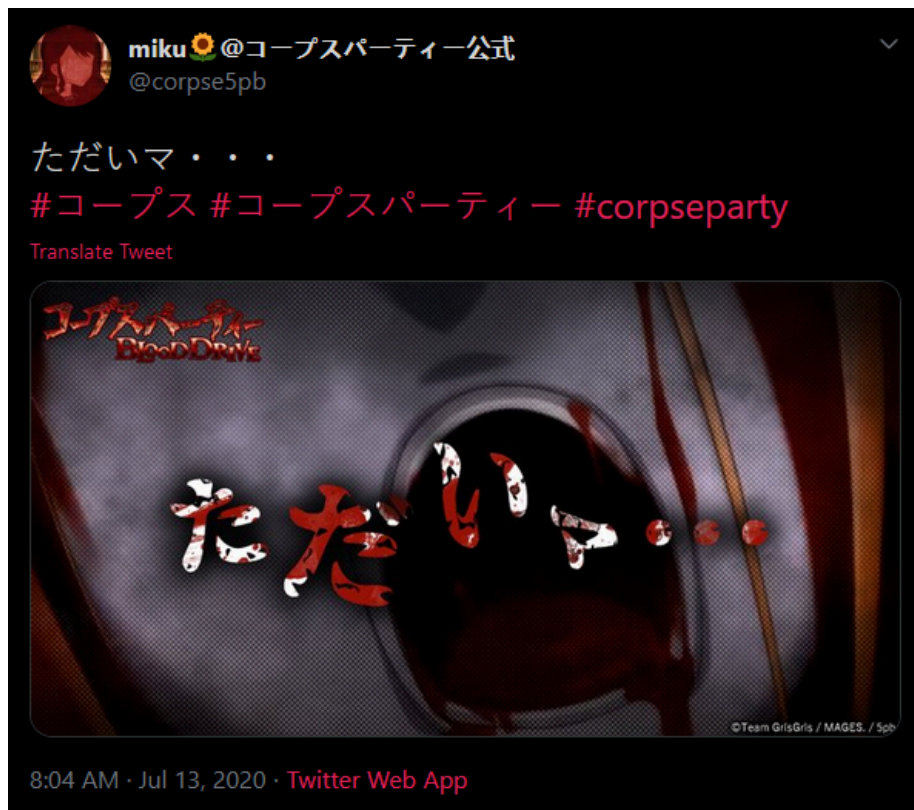 miku🌻@コープスパーティー公式
@corpse5pb
ただいマ・・・
#コープス #コープスパーティー #corpseparty
Translate Tweet
コープスパーティー
BLOOD DRIVE
ただいマ・・・
©Team GrisGris / MAGES. / 5pb
8:04 AM · Jul 13, 2020 · Twitter Web App